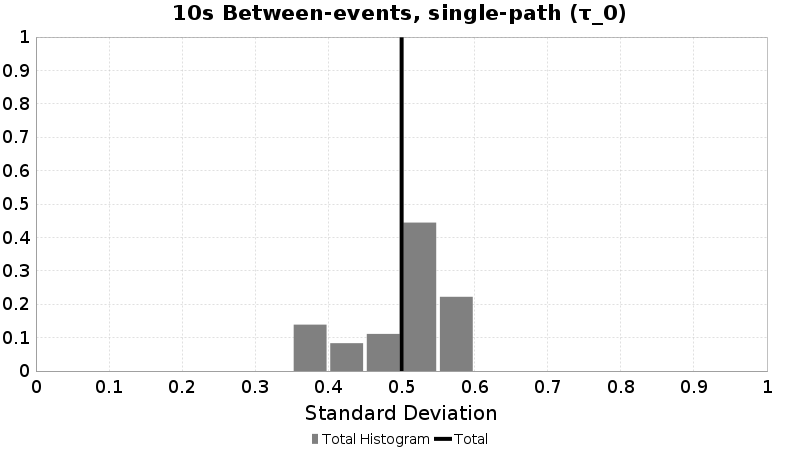 10s Between-events, single-path (τ_0)
1
0.9
0.8
0.7
0.6
0.5
0.4
0.3
0.2
0.1
0
0 0.1 0.2 0.3 0.4 0.5 0.6 0.7 0.8 0.9 1
Standard Deviation
Total Histogram Total